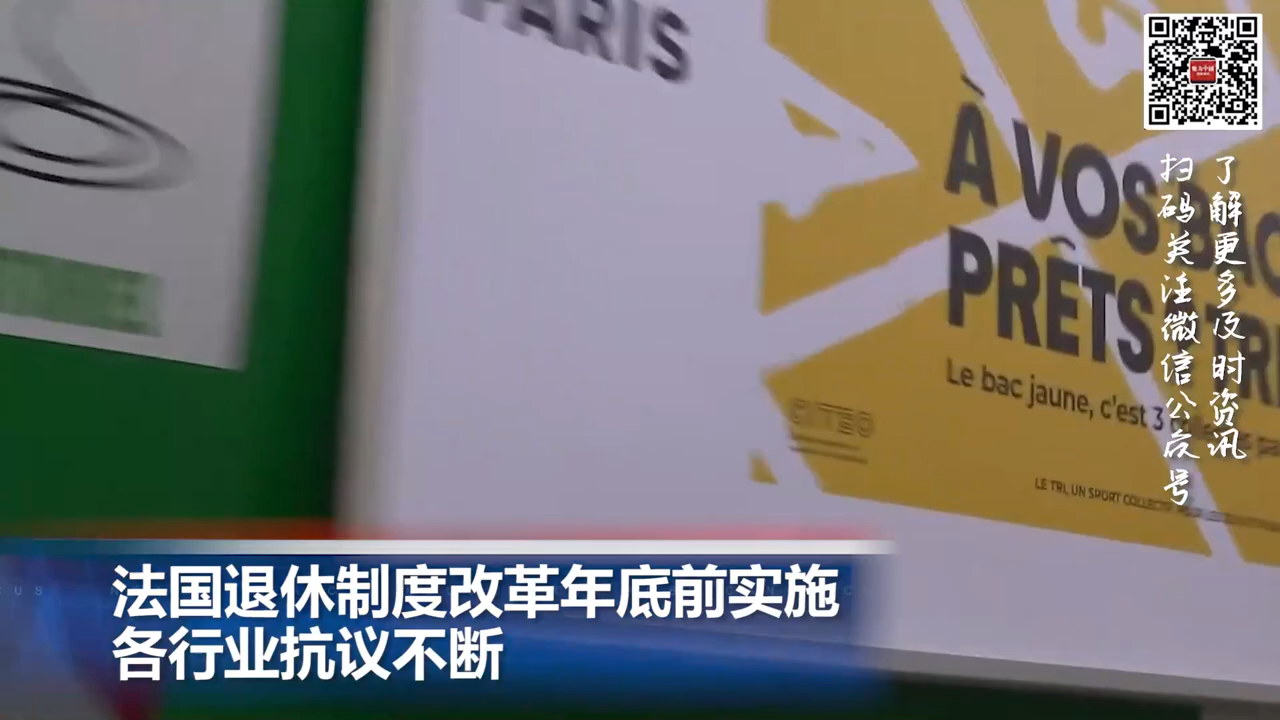 PARIS
À VOS BAC
PRÊTS
Le bac jaune, c'est 3
LE TRI, UN SPORT COLLECTIF
CITEO
了解更多及时资讯
扫码关注微信公众号
法国退休制度改革年底前实施
各行业抗议不断